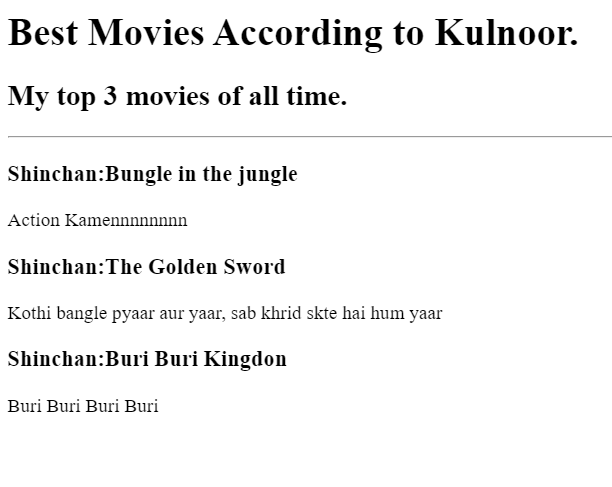 Best Movies According to Kulnoor.
My top 3 movies of all time.
Shinchan:Bungle in the jungle
Action Kamennnnnnnn
Shinchan:The Golden Sword
Kothi bangle pyaar aur yaar, sab khrid skte hai hum yaar
Shinchan:Buri Buri Kingdon
Buri Buri Buri Buri